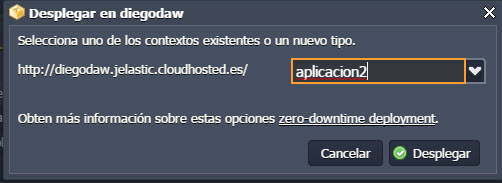 Desplegar en diegodaw
Selecciona uno de los contextos existentes o un nuevo tipo.
http://diegodaw.jelastic.cloudhosted.es/ aplicacion2
Obten más información sobre estas opciones zero-downtime deployment.
Cancelar Desplegar